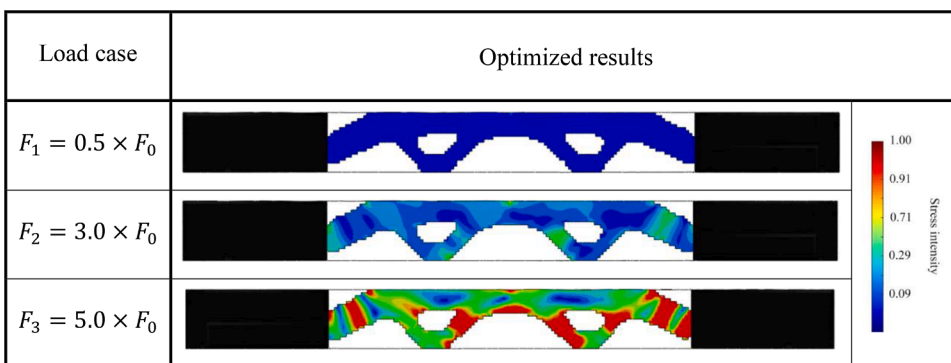 Load case
Optimized results
F₁ = 0.5 × F₀
F₂ = 3.0 × F₀
F₃ = 5.0 × F₀
1.00
0.91
0.71
0.29
0.09
Stress intensity